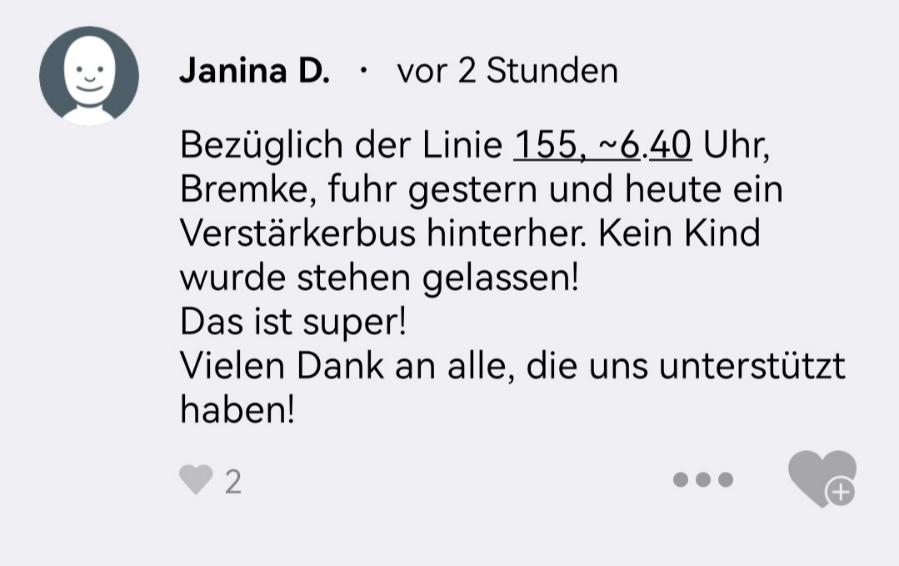 Janina D. · vor 2 Stunden
Bezüglich der Linie 155, ~6.40 Uhr,
Bremke, fuhr gestern und heute ein
Verstärkerbus hinterher. Kein Kind
wurde stehen gelassen!
Das ist super!
Vielen Dank an alle, die uns unterstützt
haben!
2